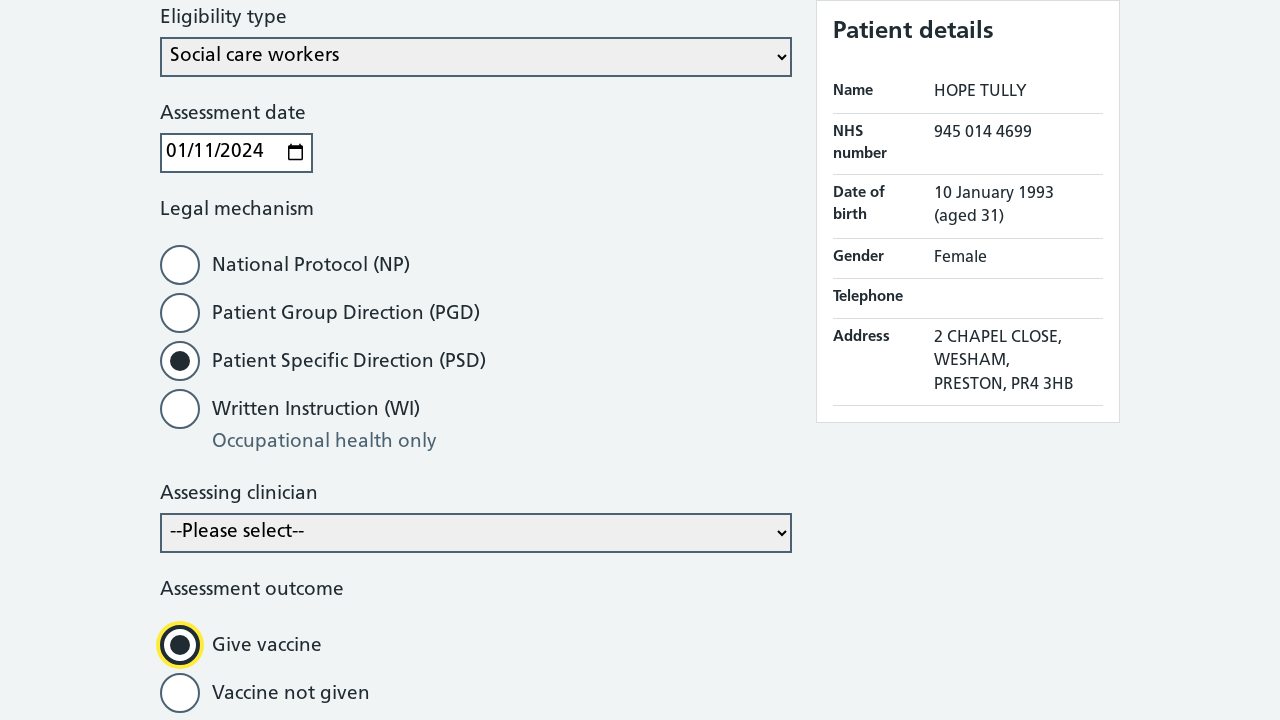 Eligibility type
Social care workers
Assessment date
01/11/2024
Legal mechanism
National Protocol (NP)
Patient Group Direction (PGD)
Patient Specific Direction (PSD)
Written Instruction (WI)
Occupational health only
Assessing clinician
--Please select--
Assessment outcome
Give vaccine
Vaccine not given
Patient details
Name HOPE TULLY
NHS number 945 014 4699
Date of birth 10 January 1993
(aged 31)
Gender Female
Telephone
Address 2 CHAPEL CLOSE,
WESHAM,
PRESTON, PR4 3HB